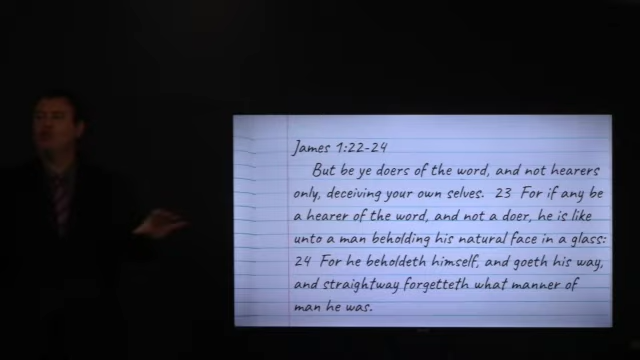 James 1:22-24
But be ye doers of the word, and not hearers
only, deceiving your own selves. 23 For if any be
a hearer of the word, and not a doer, he is like
unto a man beholding his natural face in a glass:
24 For he beholdeth himself, and goeth his way,
and straightway forgetteth what manner of
man he was.